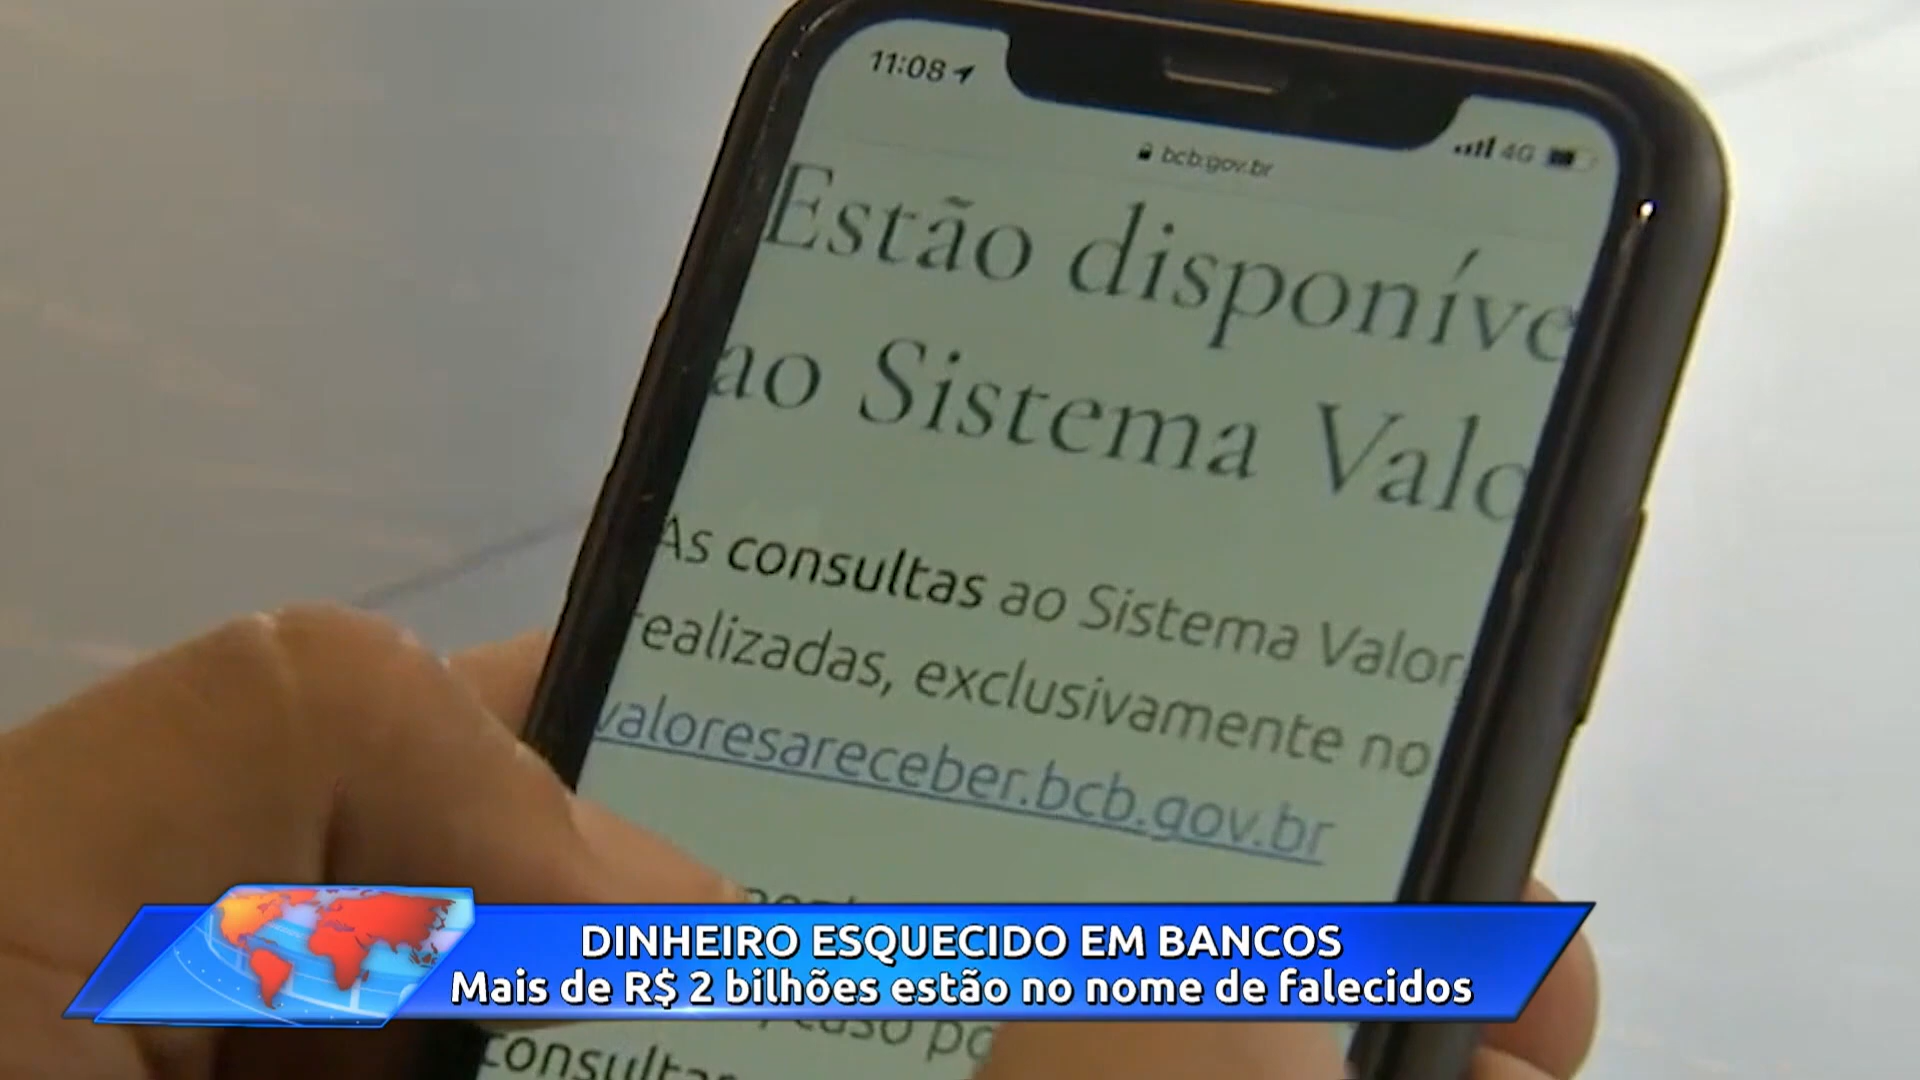 11:08
4G
bcb.gov.br
Estão disponíve
ao Sistema Valo
As consultas ao Sistema Valor
realizadas, exclusivamente no
valoresareceber.bcb.gov.br
DINHEIRO ESQUECIDO EM BANCOS
Mais de R$ 2 bilhões estão no nome de falecidos